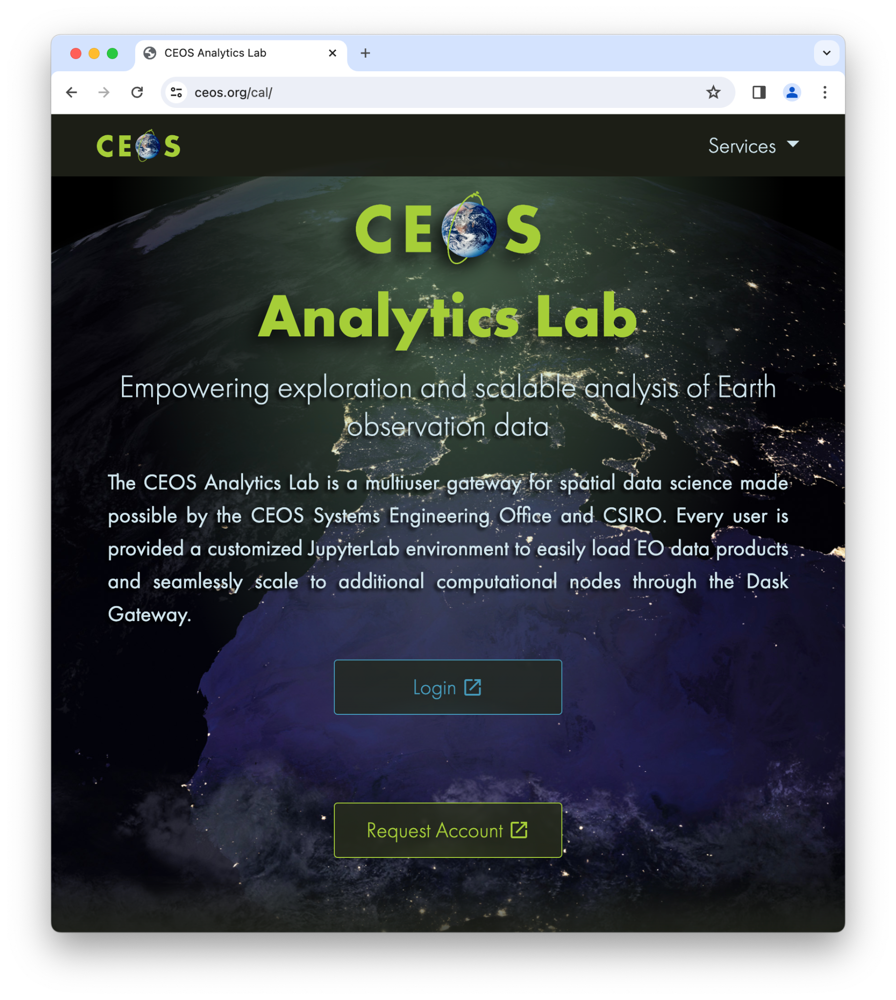 CEOS Analytics Lab
ceos.org/cal/
CEOS
Services
CEOS
Analytics Lab
Empowering exploration and scalable analysis of Earth
observation data
The CEOS Analytics Lab is a multiuser gateway for spatial data science made
possible by the CEOS Systems Engineering Office and CSIRO. Every user is
provided a customized JupyterLab environment to easily load EO data products
and seamlessly scale to additional computational nodes through the Dask
Gateway.
Login
Request Account